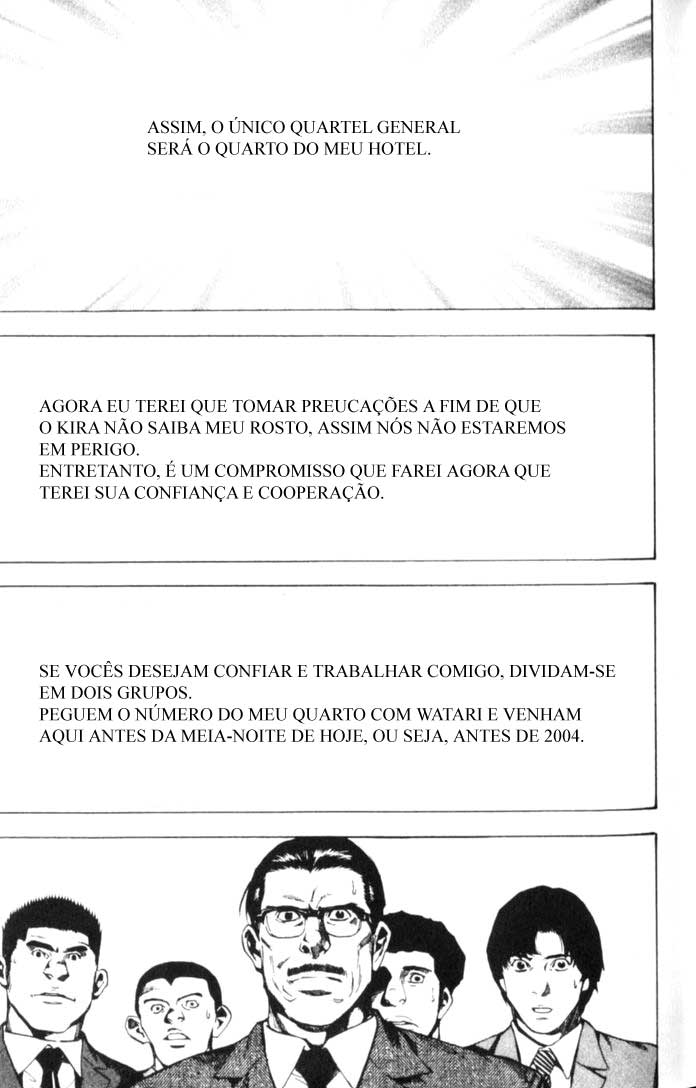 ASSIM, O ÚNICO QUARTEL GENERAL
SERÁ O QUARTO DO MEU HOTEL.
AGORA EU TEREI QUE TOMAR PREUCAÇÕES A FIM DE QUE
O KIRA NÃO SAIBA MEU ROSTO, ASSIM NÓS NÃO ESTAREMOS
EM PERIGO.
ENTRETANTO, É UM COMPROMISSO QUE FAREI AGORA QUE
TEREI SUA CONFIANÇA E COOPERAÇÃO.
SE VOCÊS DESEJAM CONFIAR E TRABALHAR COMIGO, DIVIDAM-SE
EM DOIS GRUPOS.
PEGUEM O NÚMERO DO MEU QUARTO COM WATARI E VENHAM
AQUI ANTES DA MEIA-NOITE DE HOJE, OU SEJA, ANTES DE 2004.